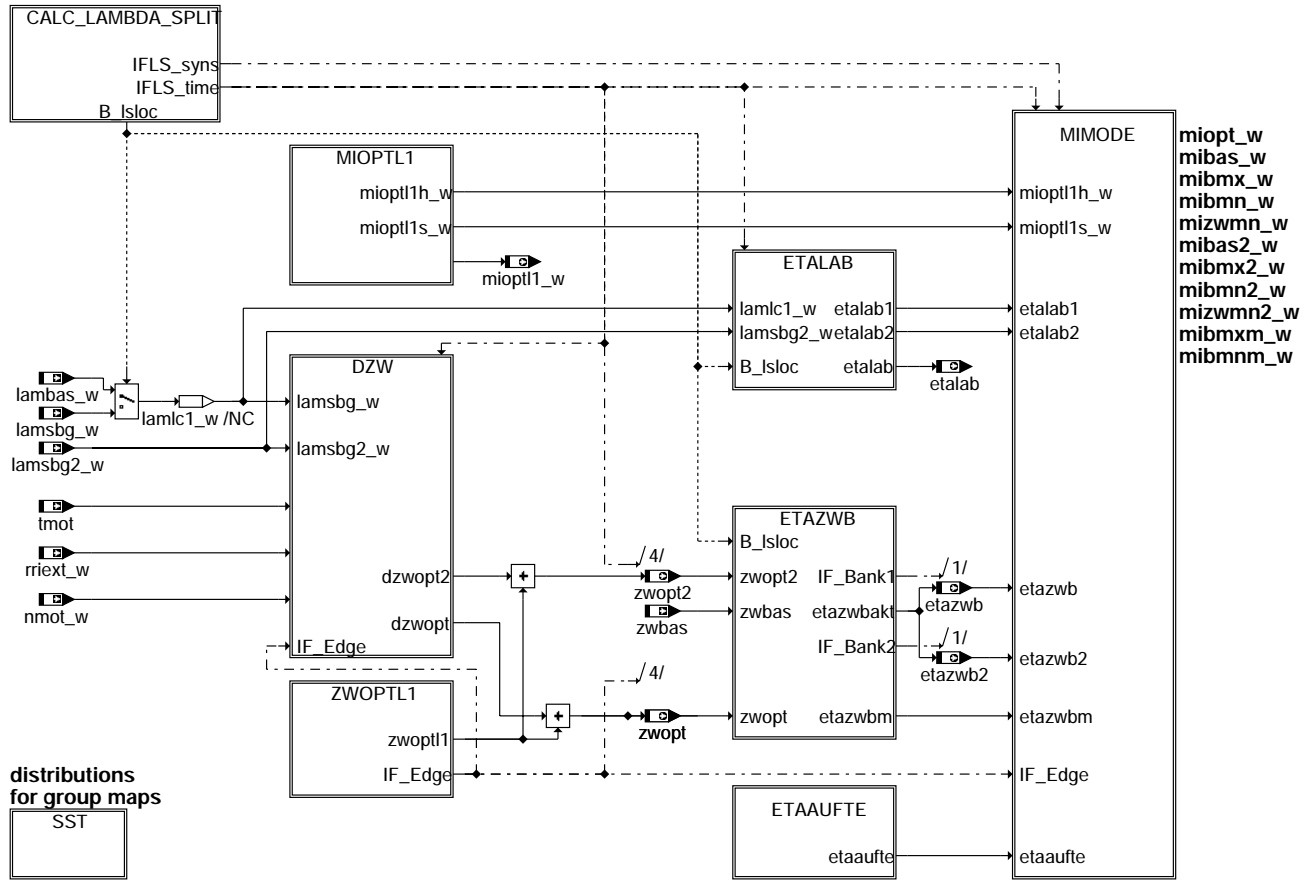 CALC_LAMBDA_SPLIT
IFLS_syns
IFLS_time
B_lsloc
MIOPTL1
mioptl1h_w
mioptl1s_w
mioptl1_w
MIMODE
mioptl1h_w
mioptl1s_w
etalab1
etalab2
etazwb
etazwb2
etazwbm
IF_Edge
etaaufte
miopt_w
mibas_w
mibmx_w
mibmn_w
mizwmn_w
mibas2_w
mibmx2_w
mibmn2_w
mizwmn2_w
mibmxm_w
mibmnm_w
ETALAB
lamlc1_w etalab1
lamsbg2_w etalab2
B_lsloc etalab
etalab
lambas_w
lamsbg_w
lamsbg2_w
lamlc1_w /NC
tmot
rriext_w
nmot_w
DZW
lamsbg_w
lamsbg2_w
dzwopt2
dzwopt
IF_Edge
ZWOPTL1
zwoptl1
IF_Edge
/4/
zwopt2
zwbas
/4/
zwopt
ETAZWB
B_lsloc
zwopt2 IF_Bank1
zwbas etazwbakt
IF_Bank2
zwopt etazwbm
/1/
etazwb
/1/
etazwb2
ETAAUFTE
etaaufte
distributions
for group maps
SST